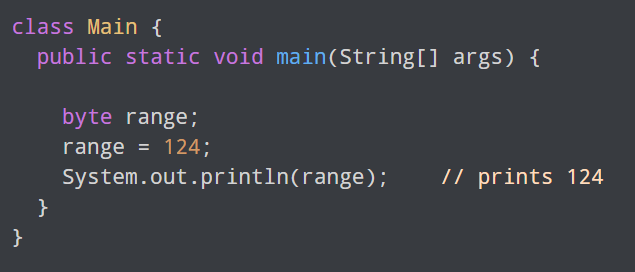 class Main {
  public static void main(String[] args) {

    byte range;
    range = 124;
    System.out.println(range);    // prints 124
  }
}